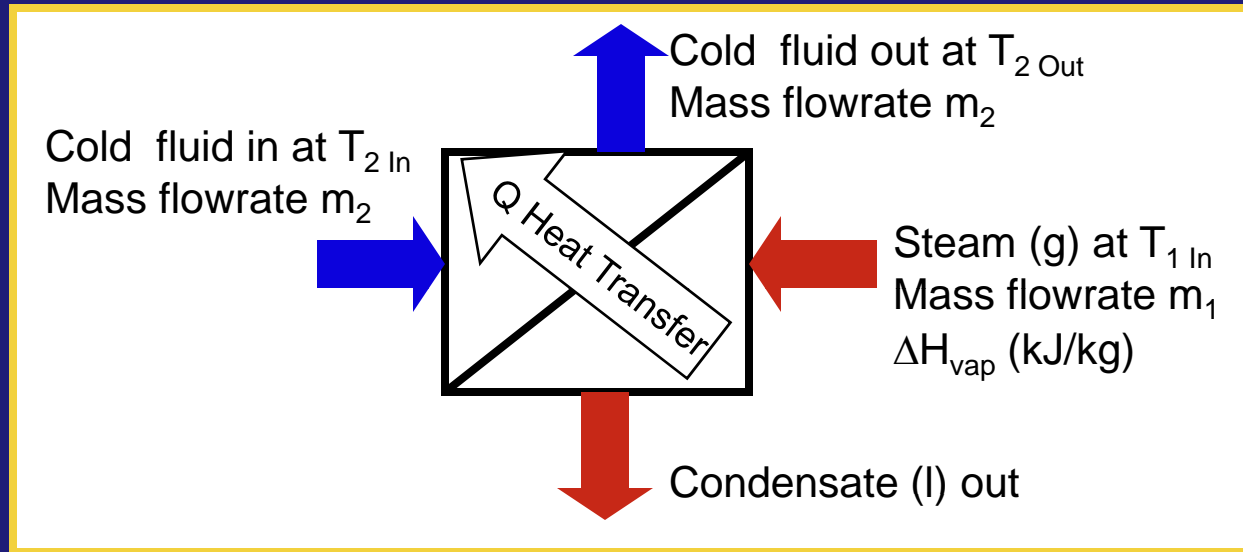 Cold fluid out at T2 Out
Mass flowrate m2
Cold fluid in at T2 In
Mass flowrate m2
Q Heat Transfer
Steam (g) at T1 In
Mass flowrate m1
ΔHvap (kJ/kg)
Condensate (l) out